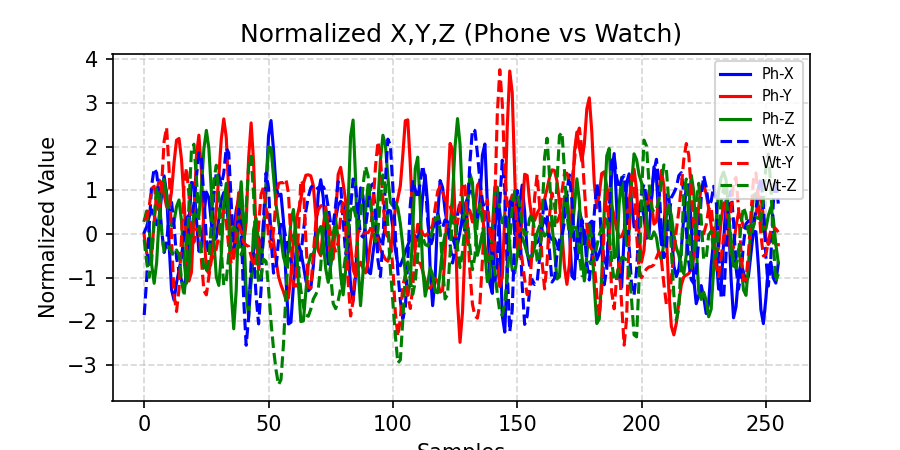 Normalized X,Y,Z (Phone vs Watch)
Normalized Value
4
3
2
1
0
−1
−2
−3
0
50
100
150
200
250
Samples
Ph-X
Ph-Y
Ph-Z
Wt-X
Wt-Y
Wt-Z